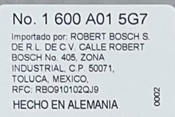 No. 1 600 A01 5G7
Importado por: ROBERT BOSCH S.
DE R.L. DE C.V. CALLE ROBERT
BOSCH No. 405, ZONA
INDUSTRIAL, C.P. 50071,
TOLUCA, MEXICO,
RFC: RBO910102QJ9
HECHO EN ALEMANIA
0002